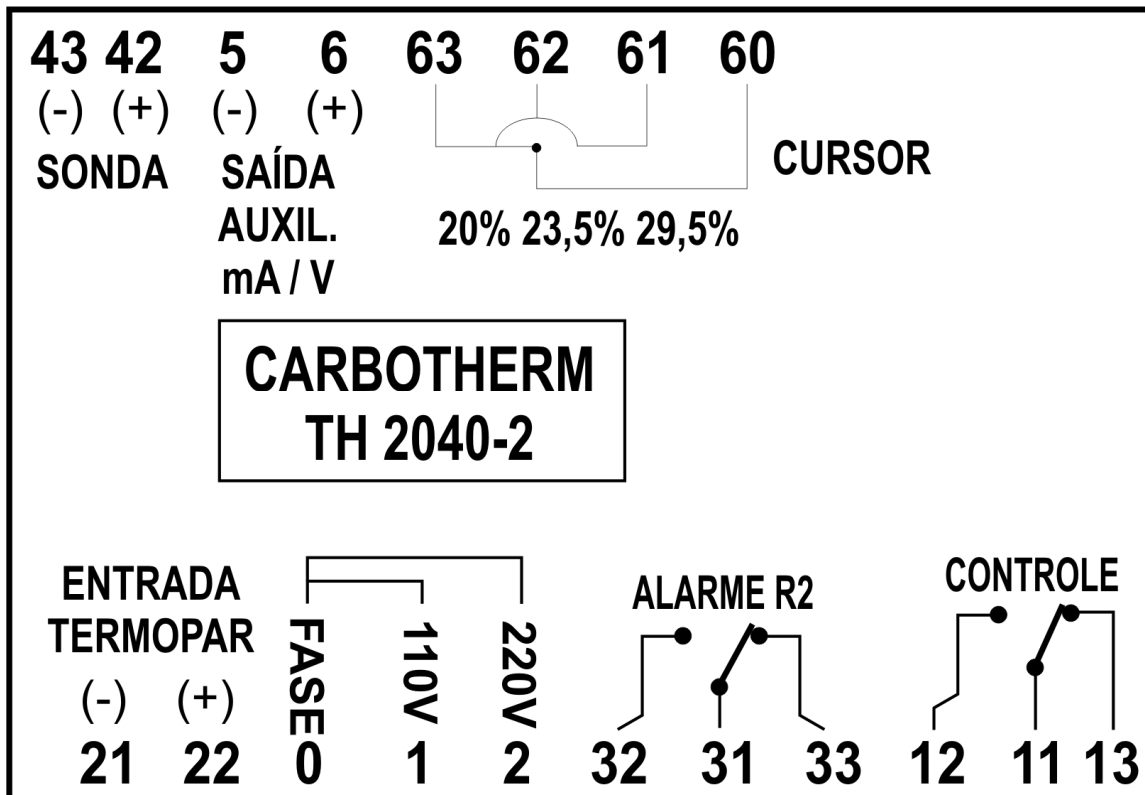 43 42 5 6 63 62 61 60
(-) (+) (-) (+)
SONDA SAÍDA CURSOR
AUXIL. 20% 23,5% 29,5%
mA / V
CARBOTHERM
TH 2040-2
ENTRADA ALARME R2 CONTROLE
TERMOPAR
(-) (+) FASE 110V 220V
21 22 0 1 2 32 31 33 12 11 13